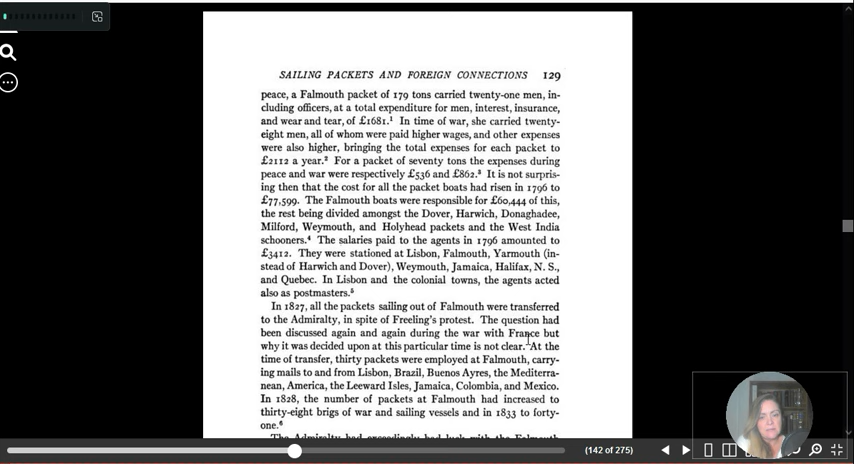 SAILING PACKETS AND FOREIGN CONNECTIONS 129
peace, a Falmouth packet of 179 tons carried twenty-one men, in-
cluding officers, at a total expenditure for men, interest, insurance,
and wear and tear, of £1681.¹ In time of war, she carried twenty-
eight men, all of whom were paid higher wages, and other expenses
were also higher, bringing the total expenses for each packet to
£2112 a year.² For a packet of seventy tons the expenses during
peace and war were respectively £536 and £862.³ It is not surpris-
ing then that the cost for all the packet boats had risen in 1796 to
£77,599. The Falmouth boats were responsible for £60,444 of this,
the rest being divided amongst the Dover, Harwich, Donaghadee,
Milford, Weymouth, and Holyhead packets and the West India
schooners.⁴ The salaries paid to the agents in 1796 amounted to
£3412. They were stationed at Lisbon, Falmouth, Yarmouth (in-
stead of Harwich and Dover), Weymouth, Jamaica, Halifax, N. S.,
and Quebec. In Lisbon and the colonial towns, the agents acted
also as postmasters.⁵
In 1827, all the packets sailing out of Falmouth were transferred
to the Admiralty, in spite of Freeling's protest. The question had
been discussed again and again during the war with France but
why it was decided upon at this particular time is not clear. At the
time of transfer, thirty packets were employed at Falmouth, carry-
ing mails to and from Lisbon, Brazil, Buenos Ayres, the Mediterra-
nean, America, the Leeward Isles, Jamaica, Colombia, and Mexico.
In 1828, the number of packets at Falmouth had increased to
thirty-eight brigs of war and sailing vessels and in 1833 to forty-
one.⁶
The Admiralty had exceedingly bad luck with the Falmouth
(142 of 275)